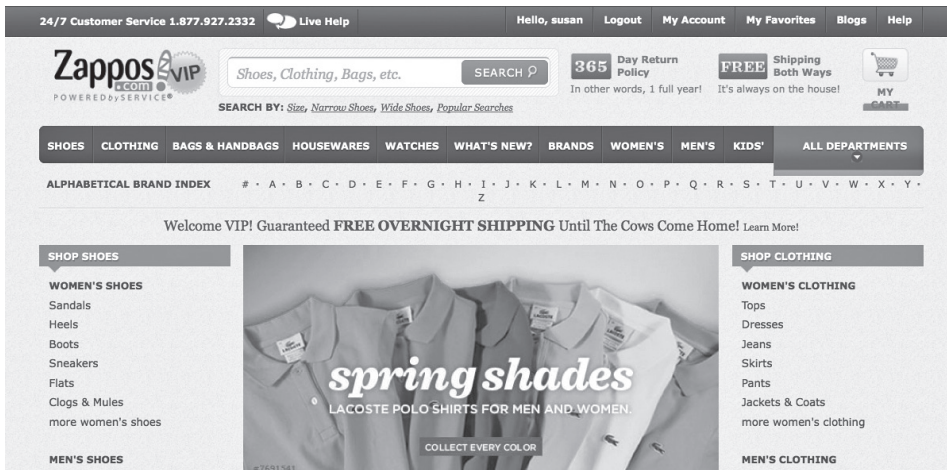 24/7 Customer Service 1.877.927.2332
Live Help
Hello, susan
Logout
My Account
My Favorites
Blogs
Help
Zappos
.com
VIP
POWEREDbySERVICE®
Shoes, Clothing, Bags, etc.
SEARCH
SEARCH BY: Size, Narrow Shoes, Wide Shoes, Popular Searches
365 Day Return
Policy
In other words, 1 full year!
FREE Shipping
Both Ways
It's always on the house!
MY
CART
SHOES
CLOTHING
BAGS & HANDBAGS
HOUSEWARES
WATCHES
WHAT'S NEW?
BRANDS
WOMEN'S
MEN'S
KIDS'
ALL DEPARTMENTS
ALPHABETICAL BRAND INDEX
# · A · B · C · D · E · F · G · H · I · J · K · L · M · N · O · P · Q · R · S · T · U · V · W · X · Y ·
Z
Welcome VIP! Guaranteed FREE OVERNIGHT SHIPPING Until The Cows Come Home! Learn More!
SHOP SHOES
WOMEN'S SHOES
Sandals
Heels
Boots
Sneakers
Flats
Clogs & Mules
more women's shoes
MEN'S SHOES
LACOSTE
spring shades
LACOSTE POLO SHIRTS FOR MEN AND WOMEN.
COLLECT EVERY COLOR
#7691541
SHOP CLOTHING
WOMEN'S CLOTHING
Tops
Dresses
Jeans
Skirts
Pants
Jackets & Coats
more women's clothing
MEN'S CLOTHING